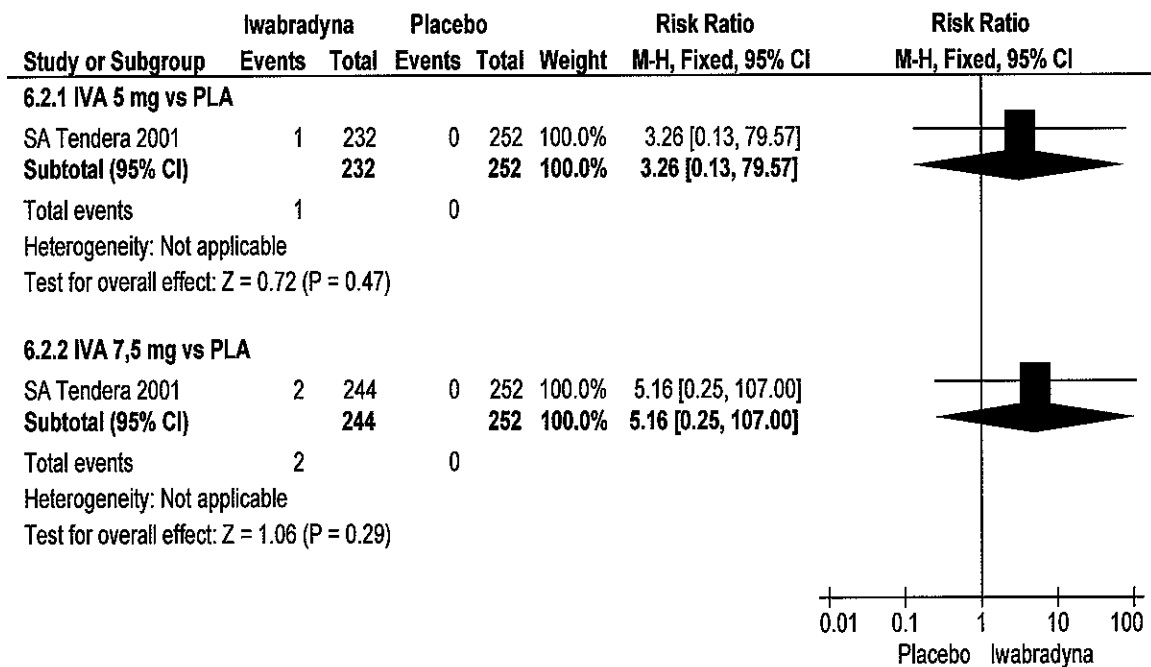 Iwabradyna Placebo Risk Ratio Risk Ratio
Study or Subgroup Events Total Events Total Weight M-H, Fixed, 95% CI M-H, Fixed, 95% CI
6.2.1 IVA 5 mg vs PLA
SA Tendera 2001 1 232 0 252 100.0% 3.26 [0.13, 79.57]
Subtotal (95% CI) 232 252 100.0% 3.26 [0.13, 79.57]
Total events 1 0
Heterogeneity: Not applicable
Test for overall effect: Z = 0.72 (P = 0.47)
6.2.2 IVA 7,5 mg vs PLA
SA Tendera 2001 2 244 0 252 100.0% 5.16 [0.25, 107.00]
Subtotal (95% CI) 244 252 100.0% 5.16 [0.25, 107.00]
Total events 2 0
Heterogeneity: Not applicable
Test for overall effect: Z = 1.06 (P = 0.29)
0.01 0.1 1 10 100
Placebo Iwabradyna